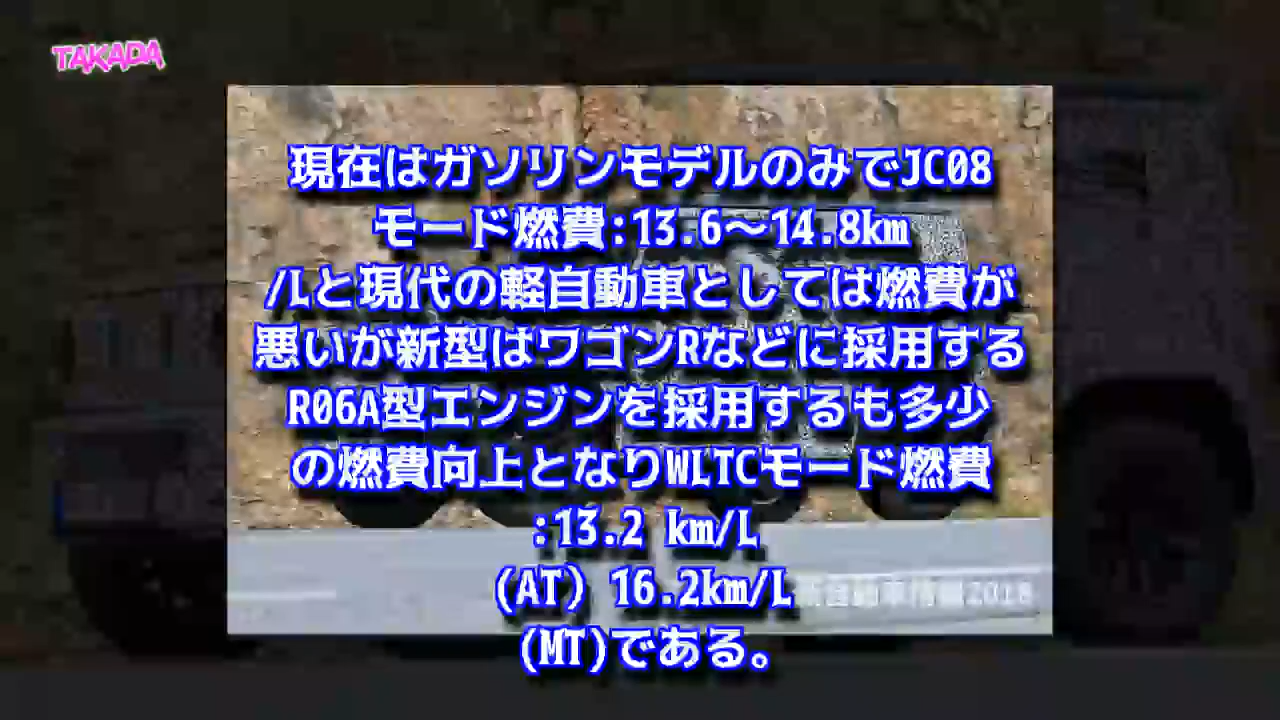 TAKADA
現在はガソリンモデルのみでJC08
モード燃費:13.6～14.8km
/Lと現代の軽自動車としては燃費が
悪いが新型はワゴンRなどに採用する
R06A型エンジンを採用するも多少
の燃費向上となりWLTCモード燃費
:13.2 km/L
(AT) 16.2km/L
(MT)である。
2018